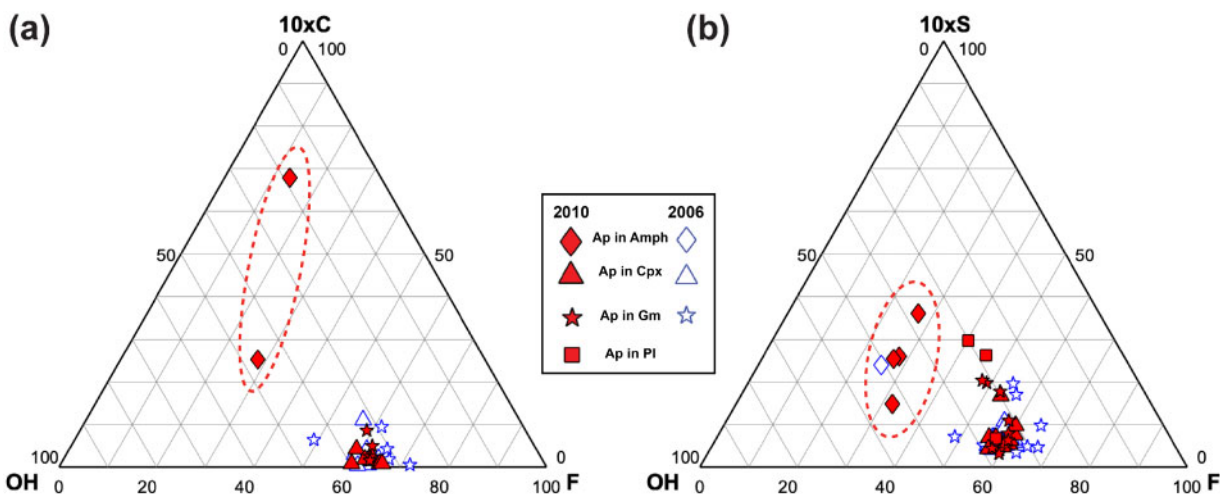 (a)
10xC
0 100
50 50
100 0
OH 0 20 40 60 80 100 F
2010 2006
Ap in Amph
Ap in Cpx
Ap in Gm
Ap in Pl
(b)
10xS
0 100
50 50
100 0
OH 0 20 40 60 80 100 F